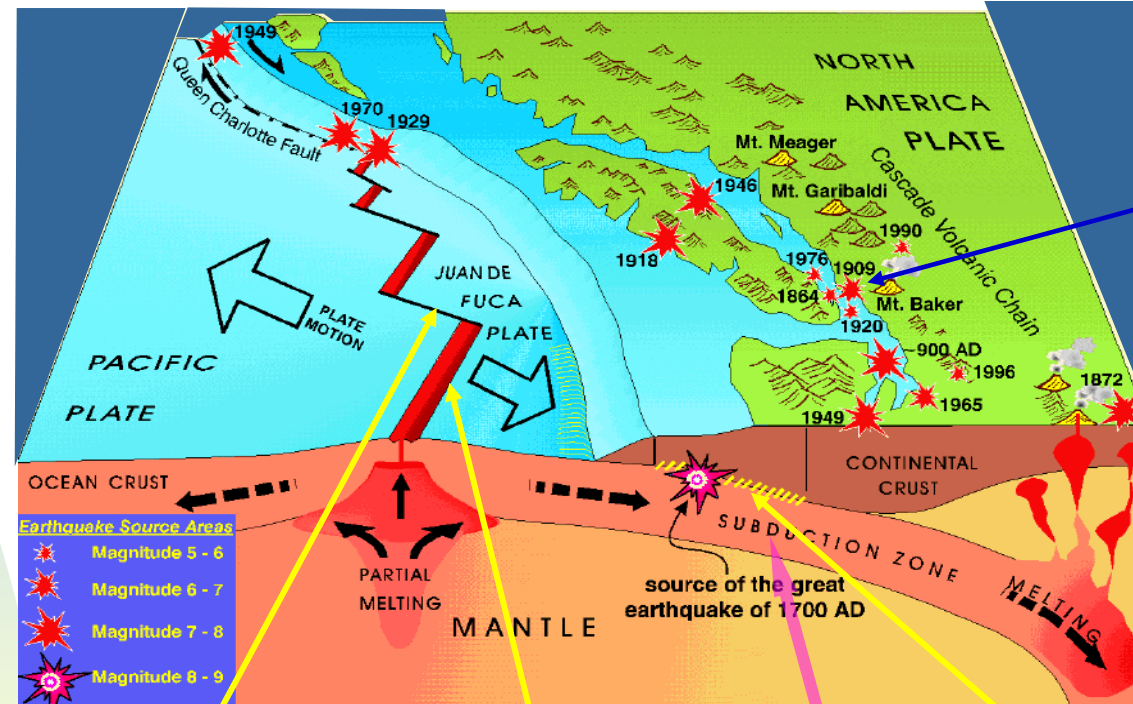 1949
Queen Charlotte Fault
1970
1929
NORTH
AMERICA
PLATE
Mt. Meager
Cascade Volcanic Chain
1946
Mt. Garibaldi
1990
1918
1976
1909
1864
Mt. Baker
1920
JUAN DE
FUCA
PLATE
PLATE
MOTION
PACIFIC
PLATE
900 AD
1996
1872
1965
1949
OCEAN CRUST
CONTINENTAL
CRUST
SUBDUCTION ZONE
MELTING
PARTIAL
MELTING
source of the great
earthquake of 1700 AD
MANTLE
Earthquake Source Areas
Magnitude 5 - 6
Magnitude 6 - 7
Magnitude 7 - 8
Magnitude 8 - 9